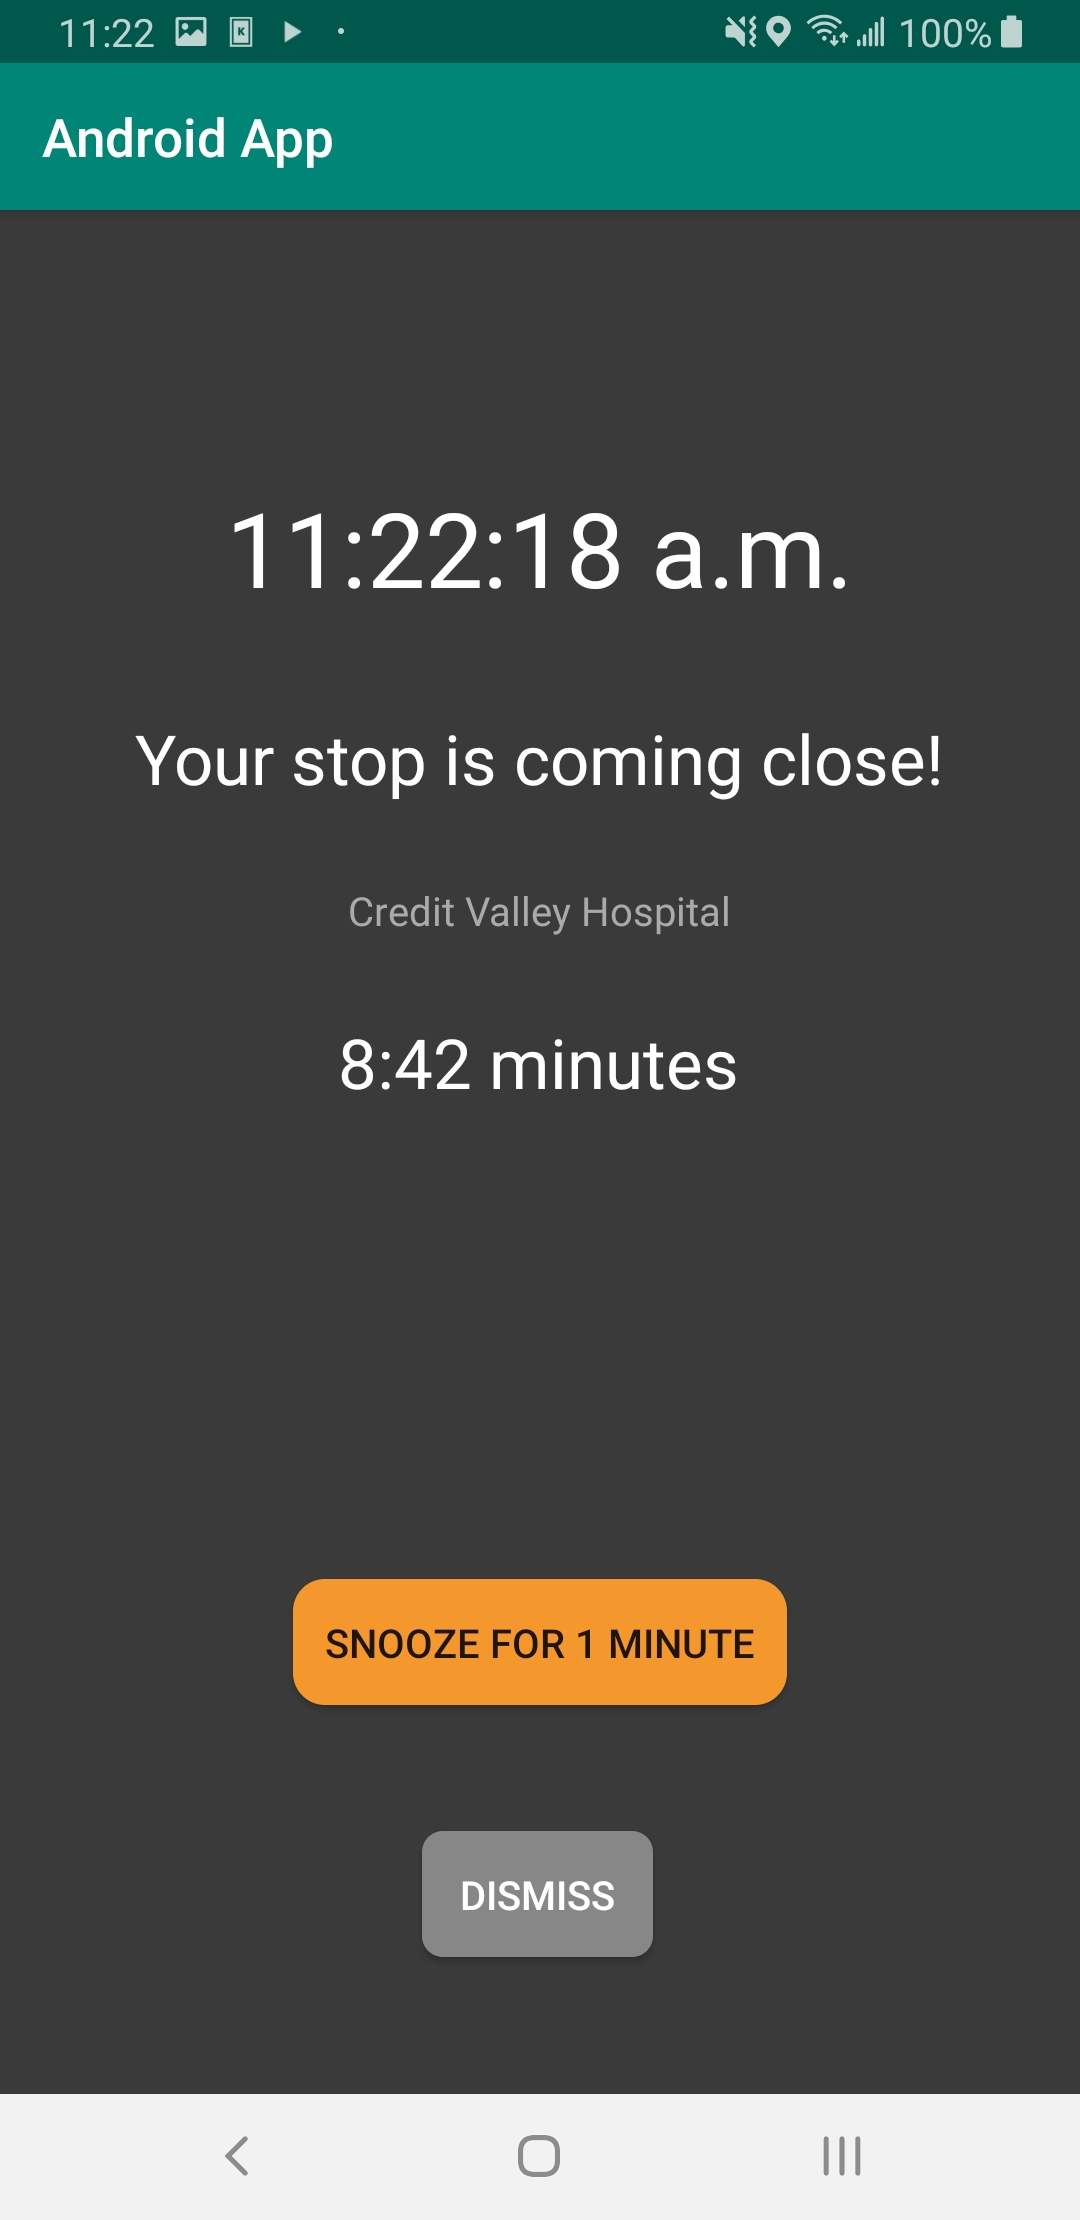 11:22 100%
Android App
11:22:18 a.m.
Your stop is coming close!
Credit Valley Hospital
8:42 minutes
SNOOZE FOR 1 MINUTE
DISMISS